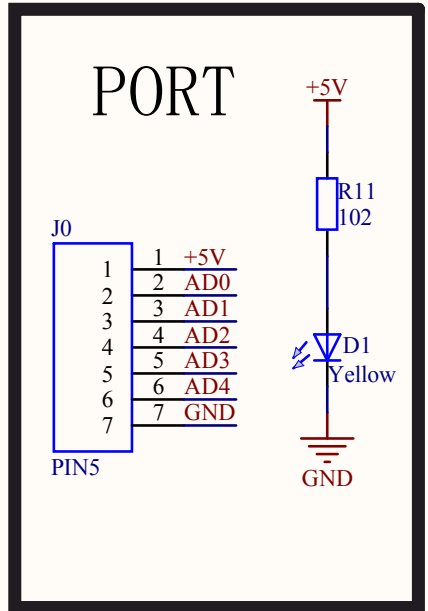 PORT
+5V
R11
102
J0
1 1 +5V
2 2 AD0
3 3 AD1
4 4 AD2
5 5 AD3
6 6 AD4
7 7 GND
PIN5
D1
Yellow
GND